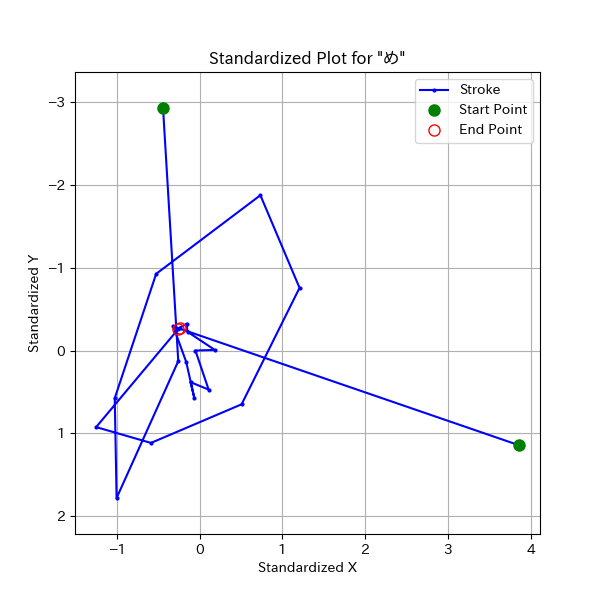 Standardized Plot for "め"
Stroke
Start Point
End Point
Standardized Y
−3
−2
−1
0
1
2
−1
0
1
2
3
4
Standardized X